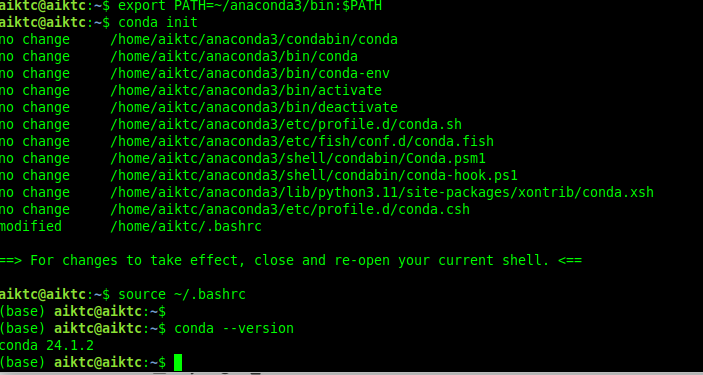 aiktc@aiktc:~$ export PATH=~/anaconda3/bin:$PATH
aiktc@aiktc:~$ conda init
no change     /home/aiktc/anaconda3/condabin/conda
no change     /home/aiktc/anaconda3/bin/conda
no change     /home/aiktc/anaconda3/bin/conda-env
no change     /home/aiktc/anaconda3/bin/activate
no change     /home/aiktc/anaconda3/bin/deactivate
no change     /home/aiktc/anaconda3/etc/profile.d/conda.sh
no change     /home/aiktc/anaconda3/etc/fish/conf.d/conda.fish
no change     /home/aiktc/anaconda3/shell/condabin/Conda.psm1
no change     /home/aiktc/anaconda3/shell/condabin/conda-hook.ps1
no change     /home/aiktc/anaconda3/lib/python3.11/site-packages/xontrib/conda.xsh
no change     /home/aiktc/anaconda3/etc/profile.d/conda.csh
modified      /home/aiktc/.bashrc
==> For changes to take effect, close and re-open your current shell. <==
aiktc@aiktc:~$ source ~/.bashrc
(base) aiktc@aiktc:~$
(base) aiktc@aiktc:~$ conda --version
conda 24.1.2
(base) aiktc@aiktc:~$